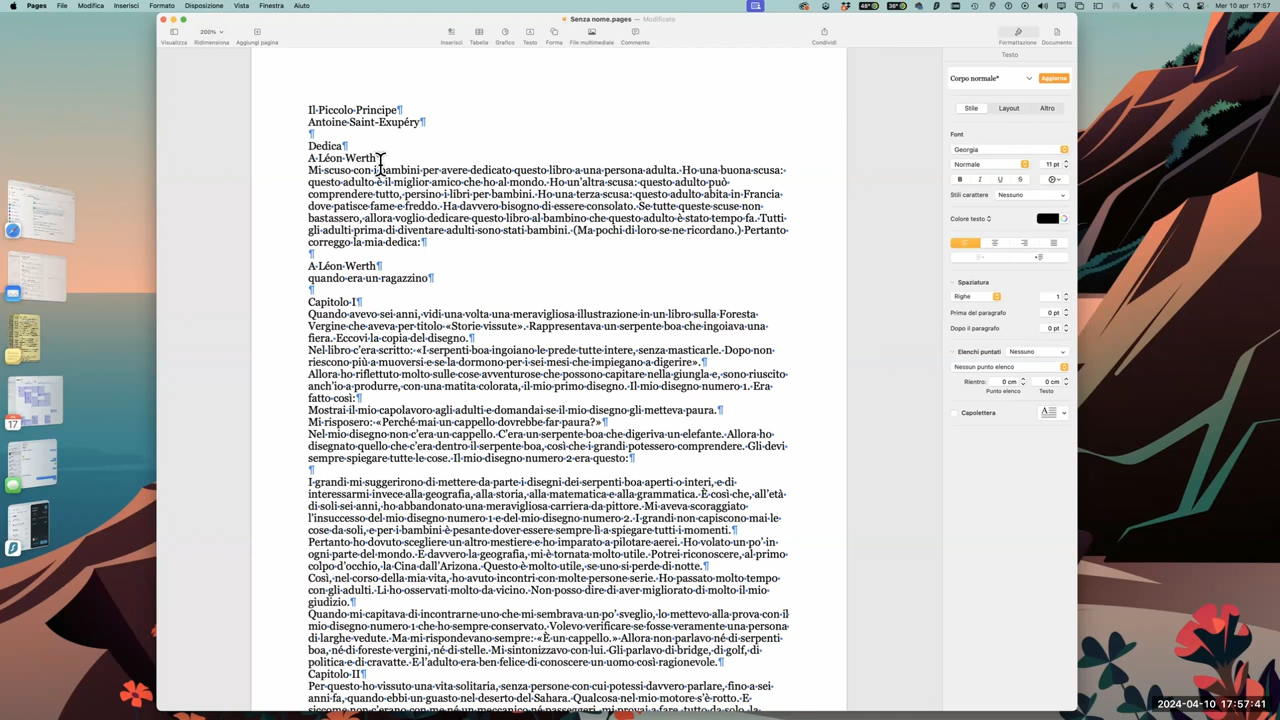 Pages File Modifica Inserisci Formato Disposizione Vista Finestra Aiuto 48° 36° Mer 10 apr 17:57
Senza nome.pages — Modificato
200%
Visualizza Ridimensiona Aggiungi pagina Inserisci Tabella Grafico Testo Forma File multimediale Commento Condividi Formattazione Documento
Testo
Corpo normale* Aggiorna
Stile Layout Altro
Font
Georgia
Normale 11 pt
B I U S
Stili carattere Nessuno
Colore testo
Spaziatura
Righe 1
Prima del paragrafo 0 pt
Dopo il paragrafo 0 pt
Elenchi puntati Nessuno
Nessun punto elenco
Rientro: 0 cm 0 cm
Punto elenco Testo
Capolettera
Il·Piccolo·Principe¶
Antoine·Saint-Exupéry¶
¶
Dedica¶
A·Léon·Werth
Mi·scuso·con·i·bambini·per·avere·dedicato·questo·libro·a·una·persona·adulta.·Ho·una·buona·scusa:·
questo·adulto·è·il·miglior·amico·che·ho·al·mondo.·Ho·un’altra·scusa:·questo·adulto·può·
comprendere·tutto,·persino·i·libri·per·bambini.·Ho·una·terza·scusa:·questo·adulto·abita·in·Francia·
dove·patisce·fame·e·freddo.·Ha·davvero·bisogno·di·essere·consolato.·Se·tutte·queste·scuse·non·
bastassero,·allora·voglio·dedicare·questo·libro·al·bambino·che·questo·adulto·è·stato·tempo·fa.·Tutti·
gli·adulti·prima·di·diventare·adulti·sono·stati·bambini.·(Ma·pochi·di·loro·se·ne·ricordano.)·Pertanto·
correggo·la·mia·dedica:¶
¶
A·Léon·Werth¶
quando·era·un·ragazzino¶
¶
Capitolo·I¶
Quando·avevo·sei·anni,·vidi·una·volta·una·meravigliosa·illustrazione·in·un·libro·sulla·Foresta·
Vergine·che·aveva·per·titolo·«Storie·vissute».·Rappresentava·un·serpente·boa·che·ingoiava·una·
fiera.·Eccovi·la·copia·del·disegno.¶
Nel·libro·c’era·scritto:·«I·serpenti·boa·ingoiano·le·prede·tutte·intere,·senza·masticarle.·Dopo·non·
riescono·più·a·muoversi·e·se·la·dormono·per·i·sei·mesi·che·impiegano·a·digerire».¶
Allora·ho·riflettuto·molto·sulle·cose·avventurose·che·possono·capitare·nella·giungla·e,·sono·riuscito·
anch’io·a·produrre,·con·una·matita·colorata,·il·mio·primo·disegno.·Il·mio·disegno·numero·1.·Era·
fatto·così:¶
Mostrai·il·mio·capolavoro·agli·adulti·e·domandai·se·il·mio·disegno·gli·metteva·paura.¶
Mi·risposero:·«Perché·mai·un·cappello·dovrebbe·far·paura?»¶
Nel·mio·disegno·non·c’era·un·cappello.·C’era·un·serpente·boa·che·digeriva·un·elefante.·Allora·ho·
disegnato·quello·che·c’era·dentro·il·serpente·boa,·così·che·i·grandi·potessero·comprendere.·Gli·devi·
sempre·spiegare·tutte·le·cose.·Il·mio·disegno·numero·2·era·questo:¶
¶
I·grandi·mi·suggerirono·di·mettere·da·parte·i·disegni·dei·serpenti·boa·aperti·o·interi,·e·di·
interessarmi·invece·alla·geografia,·alla·storia,·alla·matematica·e·alla·grammatica.·È·così·che,·all’età·
di·soli·sei·anni,·ho·abbandonato·una·meravigliosa·carriera·da·pittore.·Mi·aveva·scoraggiato·
l’insuccesso·del·mio·disegno·numero·1·e·del·mio·disegno·numero·2.·I·grandi·non·capiscono·mai·le·
cose·da·soli,·e·per·i·bambini·è·pesante·dover·essere·sempre·lì·a·spiegare·tutti·i·momenti.¶
Pertanto·ho·dovuto·scegliere·un·altro·mestiere·e·ho·imparato·a·pilotare·aerei.·Ho·volato·un·po’·in·
ogni·parte·del·mondo.·E·davvero·la·geografia,·mi·è·tornata·molto·utile.·Potrei·riconoscere,·al·primo·
colpo·d’occhio,·la·Cina·dall’Arizona.·Questo·è·molto·utile,·se·uno·si·perde·di·notte.¶
Così,·nel·corso·della·mia·vita,·ho·avuto·incontri·con·molte·persone·serie.·Ho·passato·molto·tempo·
con·gli·adulti.·Li·ho·osservati·molto·da·vicino.·Non·posso·dire·di·aver·migliorato·di·molto·il·mio·
giudizio.¶
Quando·mi·capitava·di·incontrarne·uno·che·mi·sembrava·un·po’·sveglio,·lo·mettevo·alla·prova·con·il·
mio·disegno·numero·1·che·ho·sempre·conservato.·Volevo·verificare·se·fosse·veramente·una·persona·
di·larghe·vedute.·Ma·mi·rispondevano·sempre:·«È·un·cappello.»·Allora·non·parlavo·né·di·serpenti·
boa,·né·di·foreste·vergini,·né·di·stelle.·Mi·sintonizzavo·con·lui.·Gli·parlavo·di·bridge,·di·golf,·di·
politica·e·di·cravatte.·E·l’adulto·era·ben·felice·di·conoscere·un·uomo·così·ragionevole.¶
Capitolo·II¶
Per·questo·ho·vissuto·una·vita·solitaria,·senza·persone·con·cui·potessi·davvero·parlare,·fino·a·sei·
anni·fa,·quando·ebbi·un·guasto·nel·deserto·del·Sahara.·Qualcosa·nel·mio·motore·s’è·rotto.·E·
siccome·non·avevo·con·me·né·un·meccanico·né·passeggeri,·mi·provai·a·fare,·tutto·da·solo,·la·
17
2024-04-10 17:57:41